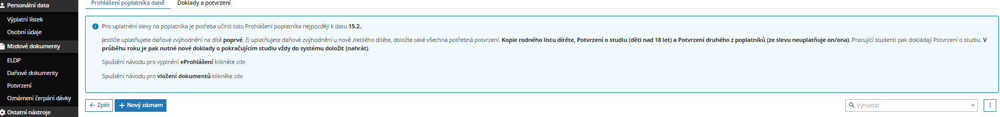 Personální data
Výplatní lístek
Osobní údaje
Mzdové dokumenty
ELDP
Daňové dokumenty
Potvrzení
Oznámení čerpání dávky
Ostatní nástroje
Prohlášení poplatníka daně
Doklady a potvrzení
Pro uplatnění slevy na poplatníka je potřeba učinit toto Prohlášení poplatníka nejpozději k datu 15.2..
Jestliže uplatňujete daňové zvýhodnění na dítě poprvé, či uplatňujete daňové zvýhodnění u nově zletilého dítěte, doložte také všechna potřebná potvrzení. Kopie rodného listu dítěte, Potvrzení o studiu (děti nad 18 let) a Potvrzení druhého z poplatníků (ze slevu neuplatňuje on/ona). Pracující studenti pak dokládají Potvrzení o studiu. V
průběhu roku je pak nutné nové doklady o pokračujícím studiu vždy do systému doložit (nahrát).
Spuštění návodu pro vyplnění eProhlášení klikněte zde
Spuštění návodu pro vložení dokumentů klikněte zde
Zpět
Nový záznam
Vyhledat